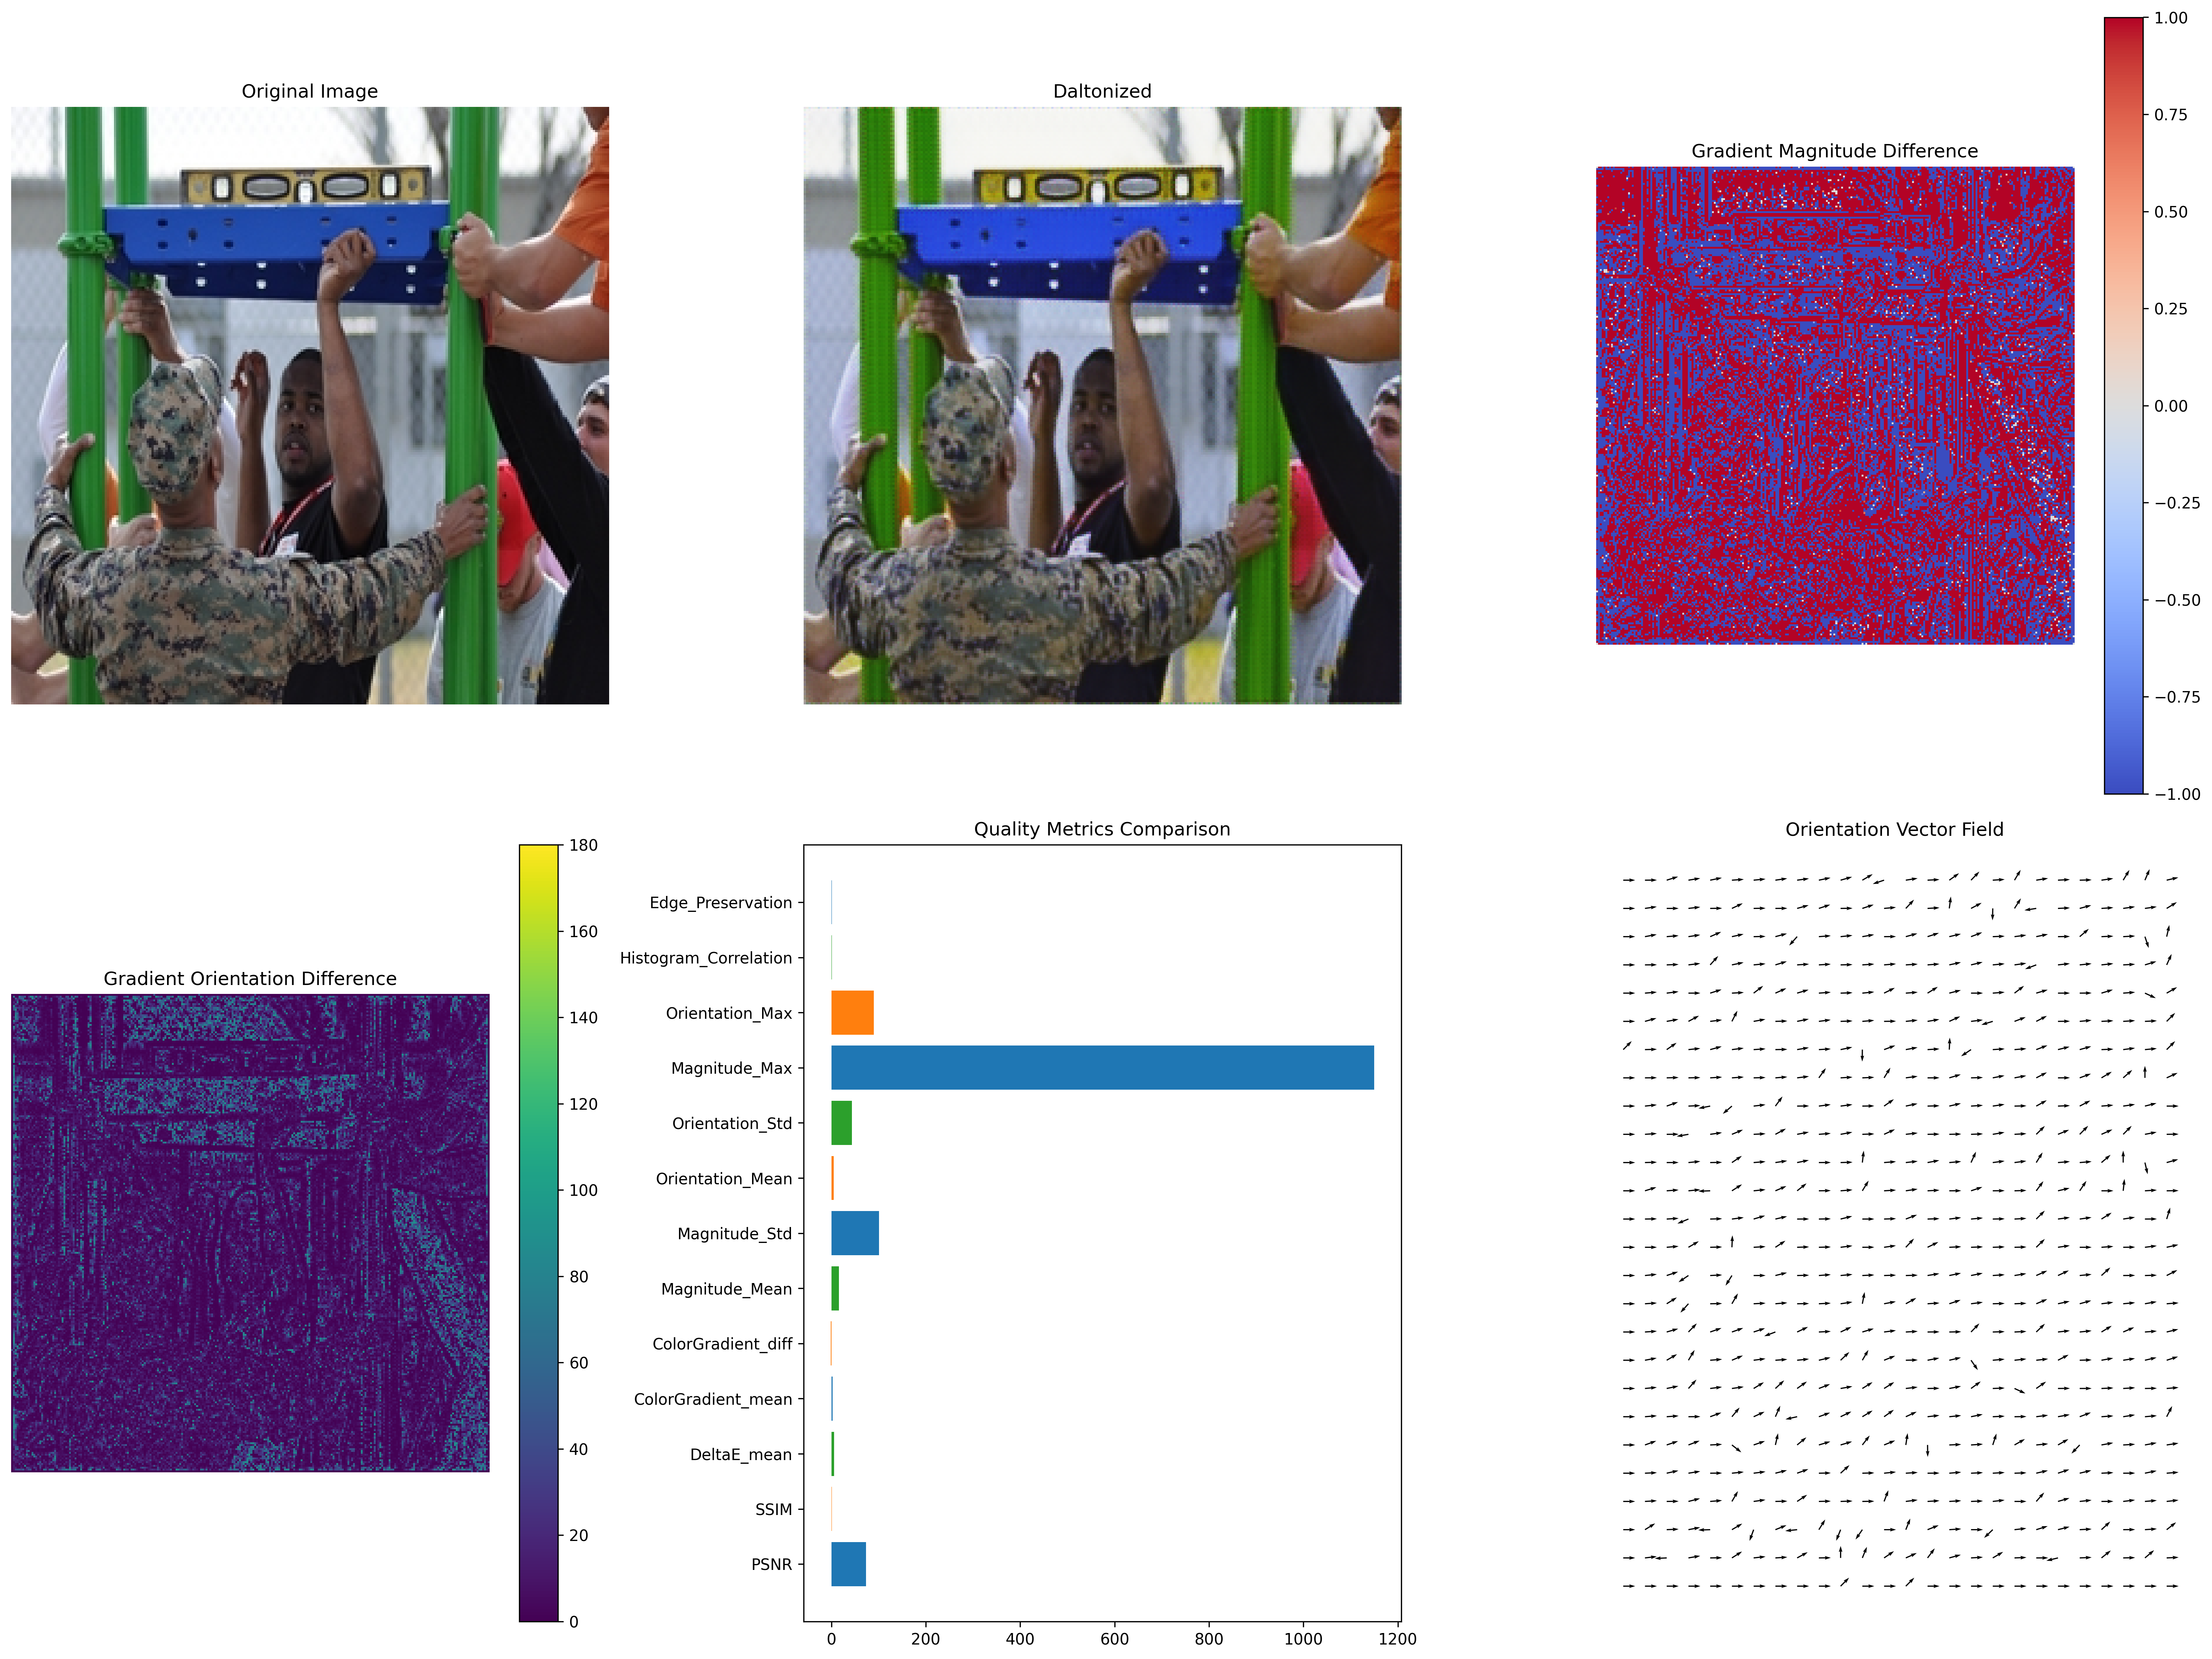 Original Image
Daltonized
Gradient Magnitude Difference
1.00
0.75
0.50
0.25
0.00
−0.25
−0.50
−0.75
−1.00
Gradient Orientation Difference
180
160
140
120
100
80
60
40
20
0
Quality Metrics Comparison
Edge_Preservation
Histogram_Correlation
Orientation_Max
Magnitude_Max
Orientation_Std
Orientation_Mean
Magnitude_Std
Magnitude_Mean
ColorGradient_diff
ColorGradient_mean
DeltaE_mean
SSIM
PSNR
0 200 400 600 800 1000 1200
Orientation Vector Field